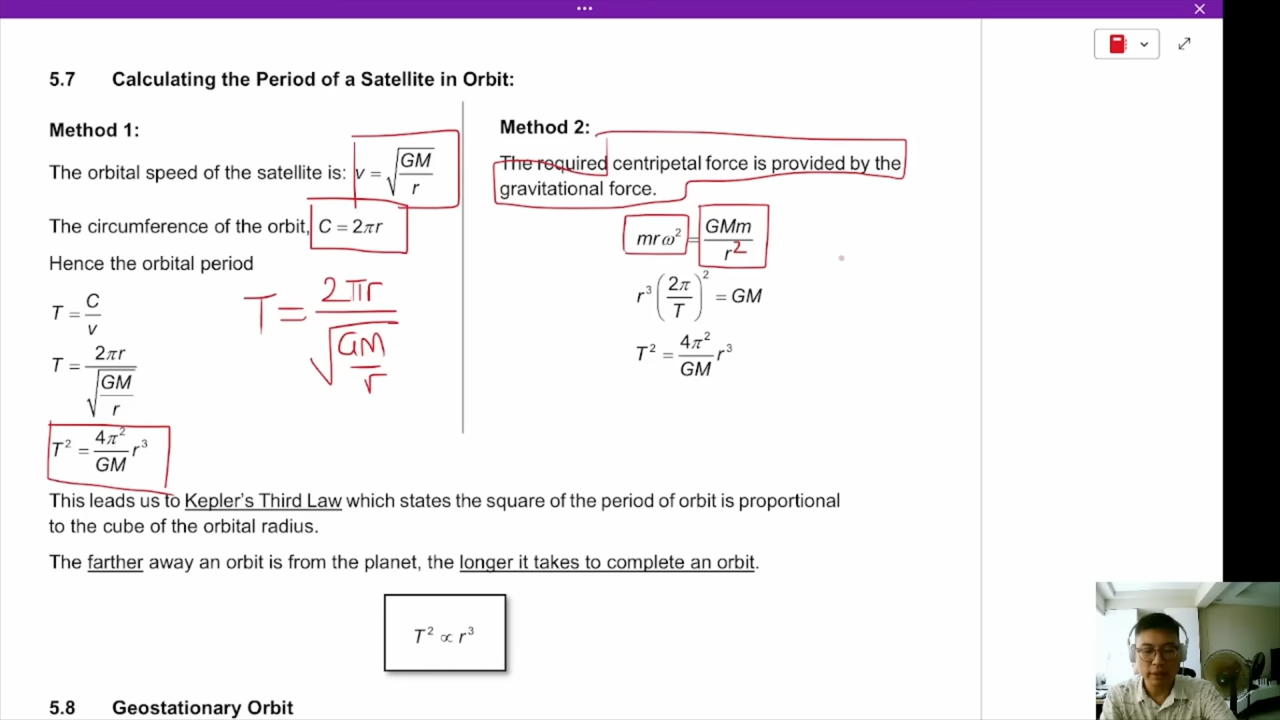 5.7 Calculating the Period of a Satellite in Orbit:
Method 1:
The orbital speed of the satellite is: v = √(GM/r)
The circumference of the orbit, C = 2πr
Hence the orbital period
T = C/v
T = 2πr/√(GM/r)
T² = (4π²/GM) r³
T = 2πr/√(GM/r)
Method 2:
The required centripetal force is provided by the
gravitational force.
mrω² = GMm/r²
r³(2π/T)² = GM
T² = (4π²/GM) r³
This leads us to Kepler's Third Law which states the square of the period of orbit is proportional
to the cube of the orbital radius.
The farther away an orbit is from the planet, the longer it takes to complete an orbit.
T² ∝ r³
5.8 Geostationary Orbit